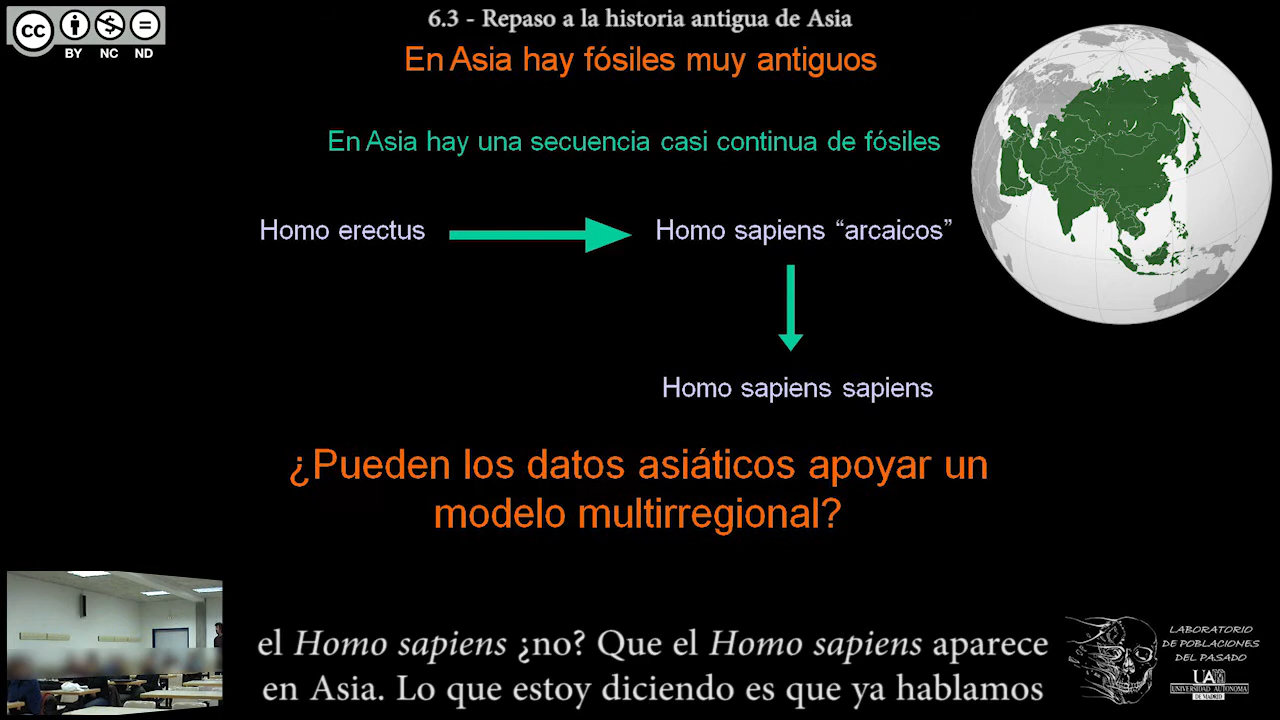 6.3 - Repaso a la historia antigua de Asia
En Asia hay fósiles muy antiguos
cc
BY NC ND
En Asia hay una secuencia casi continua de fósiles
Homo erectus
Homo sapiens “arcaicos”
Homo sapiens sapiens
¿Pueden los datos asiáticos apoyar un
modelo multirregional?
el Homo sapiens ¿no? Que el Homo sapiens aparece
en Asia. Lo que estoy diciendo es que ya hablamos
LABORATORIO
DE POBLACIONES
DEL PASADO
UAM
UNIVERSIDAD AUTONOMA
DE MADRID